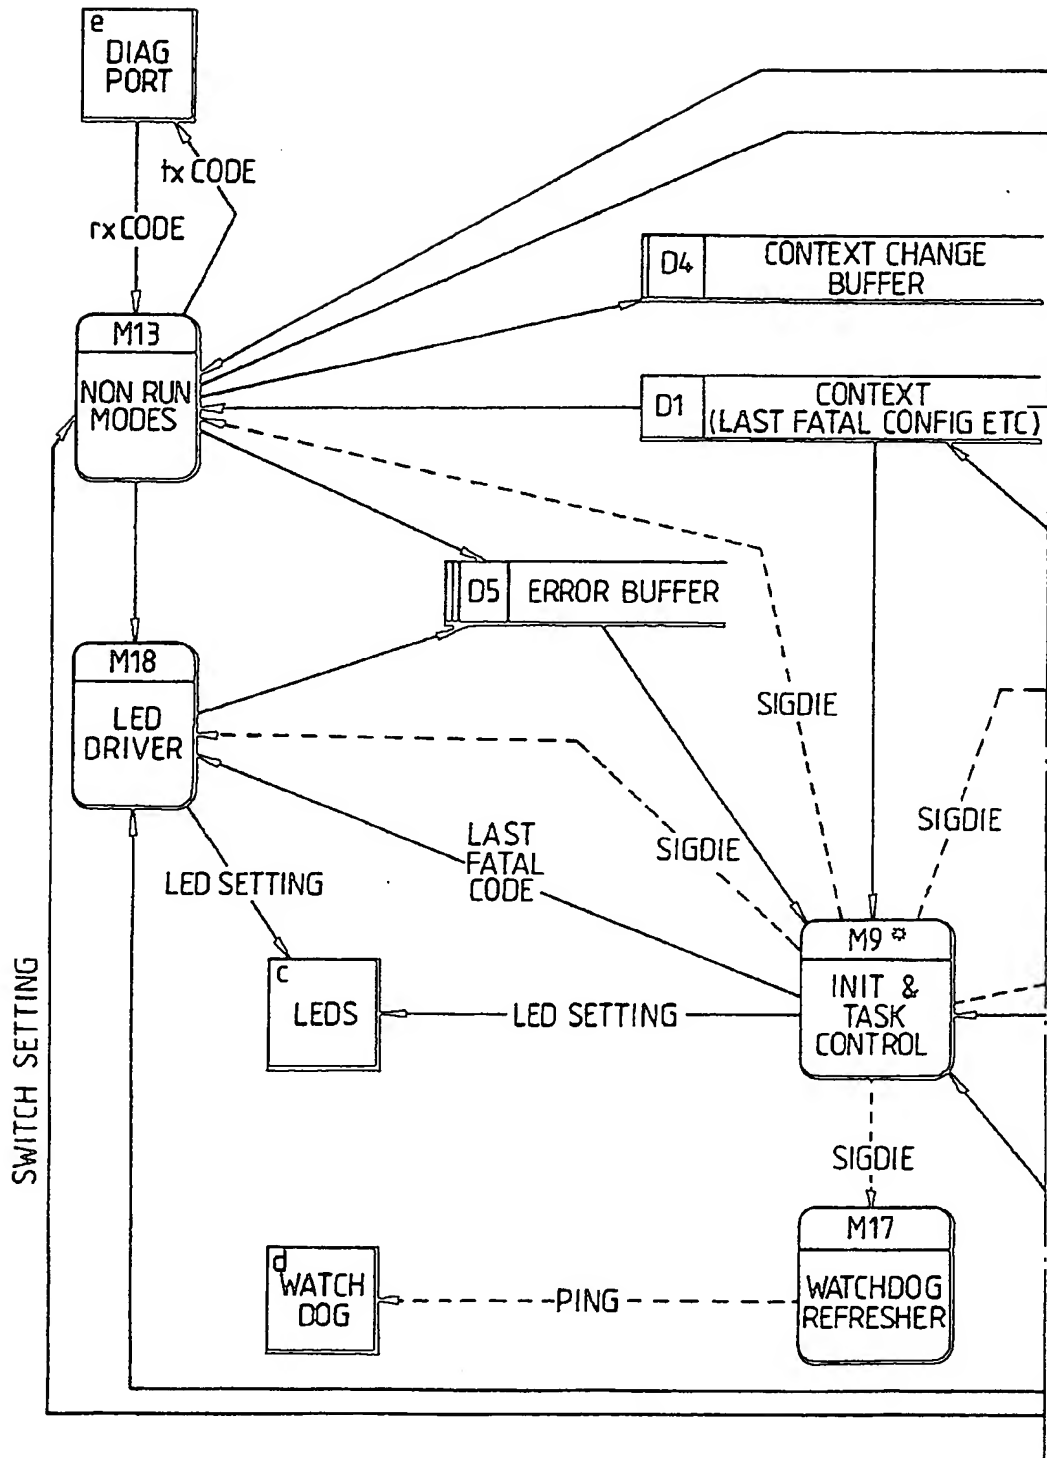 e
DIAG
PORT
tx CODE
rx CODE
D4
CONTEXT CHANGE
BUFFER
M13
NON RUN
MODES
D1
CONTEXT
(LAST FATAL CONFIG ETC)
D5
ERROR BUFFER
M18
LED
DRIVER
SIGDIE
SIGDIE
LAST
FATAL
CODE
SIGDIE
LED SETTING
M9 ☼
INIT &
TASK
CONTROL
c
LEDS
LED SETTING
SWITCH SETTING
SIGDIE
M17
WATCHDOG
REFRESHER
d
WATCH
DOG
PING